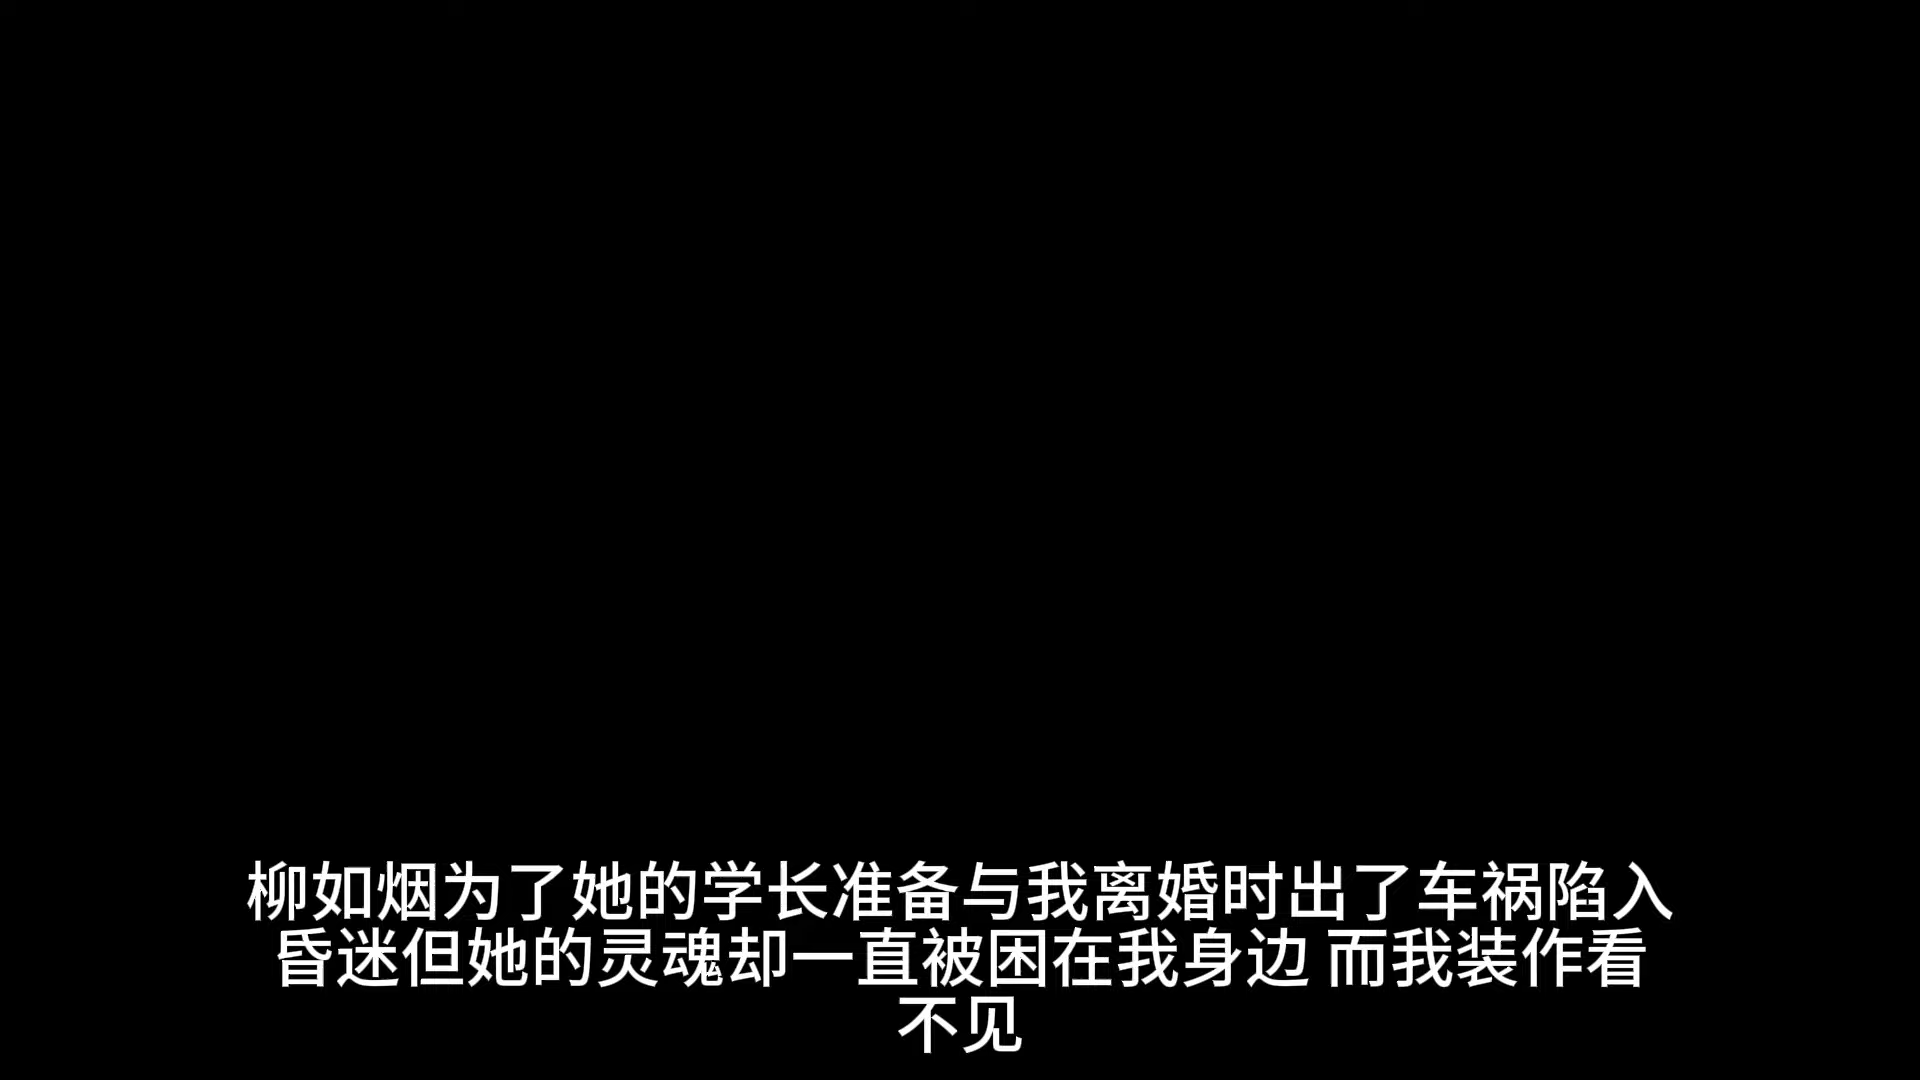 柳如烟为了她的学长准备与我离婚时出了车祸陷入
昏迷但她的灵魂却一直被困在我身边 而我装作看
不见